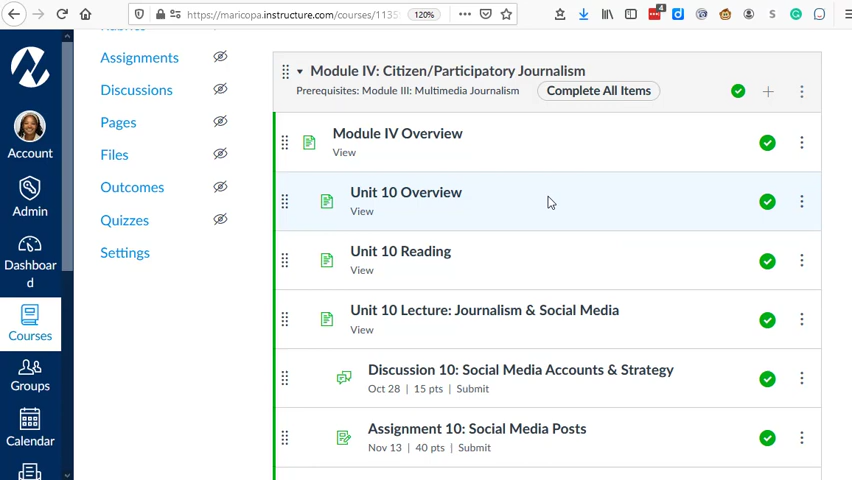 https://maricopa.instructure.com/courses/1135
120%
4
S
Account
Admin
Dashboar
d
Courses
Groups
Calendar
Assignments
Discussions
Pages
Files
Outcomes
Quizzes
Settings
Module IV: Citizen/Participatory Journalism
Prerequisites: Module III: Multimedia Journalism
Complete All Items
Module IV Overview
View
Unit 10 Overview
View
Unit 10 Reading
View
Unit 10 Lecture: Journalism & Social Media
View
Discussion 10: Social Media Accounts & Strategy
Oct 28 | 15 pts | Submit
Assignment 10: Social Media Posts
Nov 13 | 40 pts | Submit